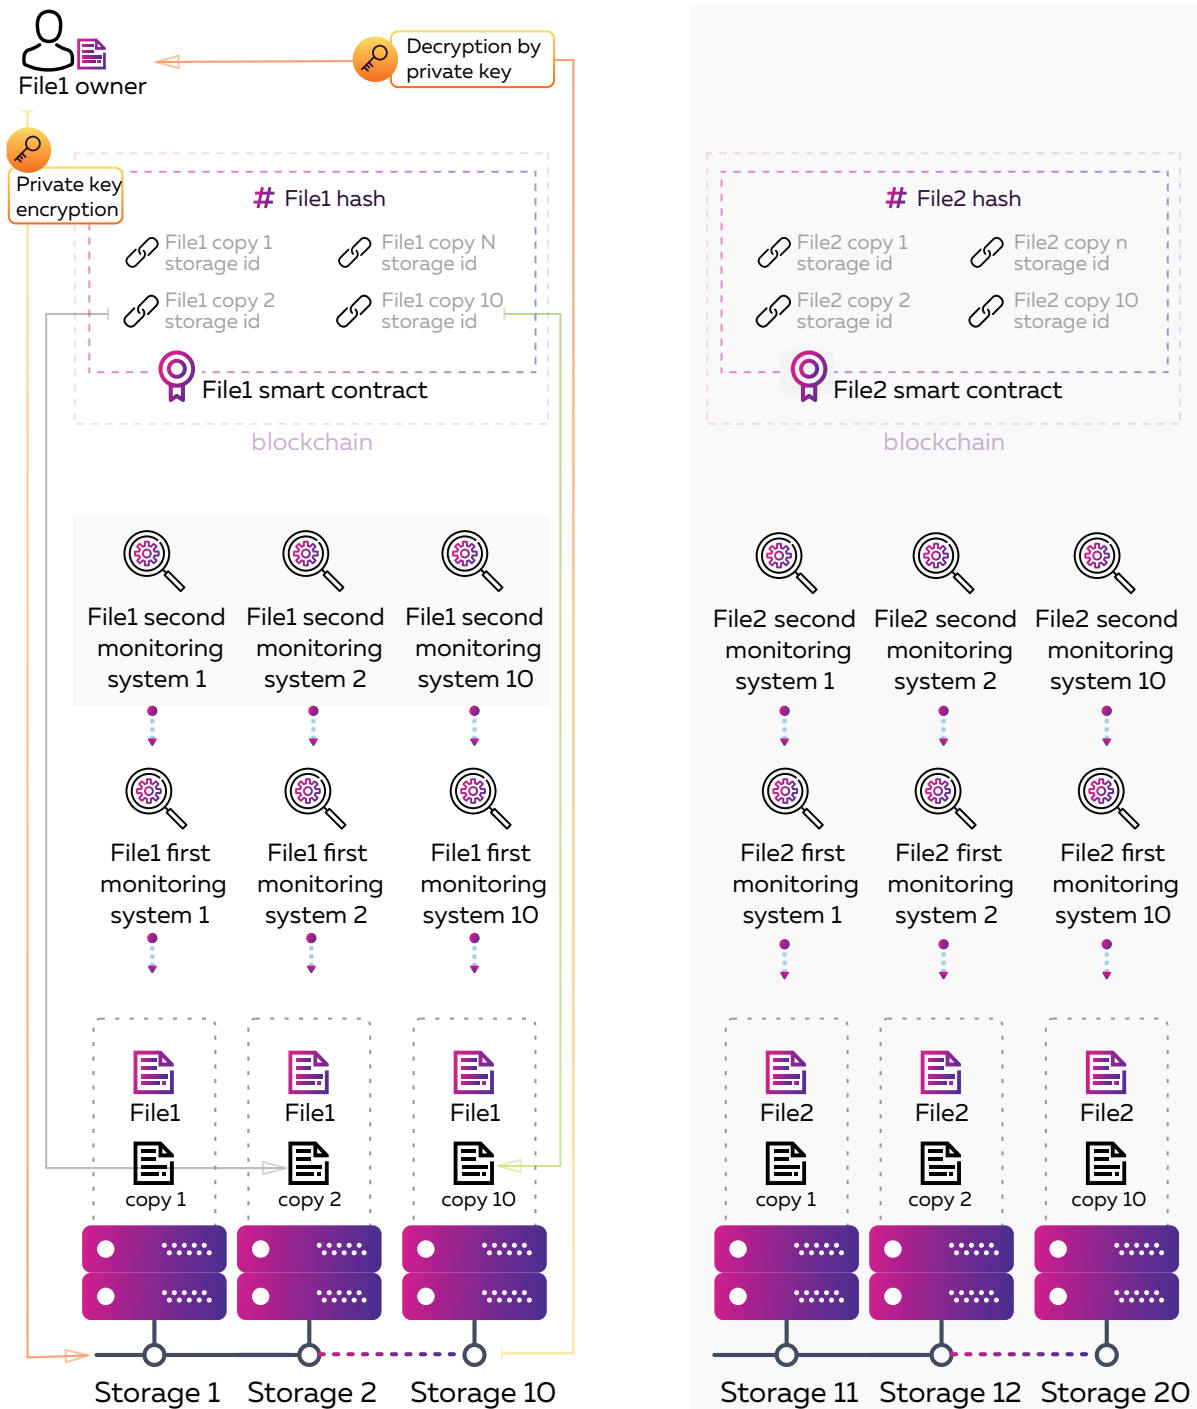 File1 owner
Decryption by
private key
Private key
encryption
# File1 hash
File1 copy 1
storage id
File1 copy N
storage id
File1 copy 2
storage id
File1 copy 10
storage id
File1 smart contract
blockchain
# File2 hash
File2 copy 1
storage id
File2 copy n
storage id
File2 copy 2
storage id
File2 copy 10
storage id
File2 smart contract
blockchain
File1 second
monitoring
system 1
File1 second
monitoring
system 2
File1 second
monitoring
system 10
File2 second
monitoring
system 1
File2 second
monitoring
system 2
File2 second
monitoring
system 10
File1 first
monitoring
system 1
File1 first
monitoring
system 2
File1 first
monitoring
system 10
File2 first
monitoring
system 1
File2 first
monitoring
system 2
File2 first
monitoring
system 10
File1
copy 1
File1
copy 2
File1
copy 10
File2
copy 1
File2
copy 2
File2
copy 10
Storage 1
Storage 2
Storage 10
Storage 11
Storage 12
Storage 20